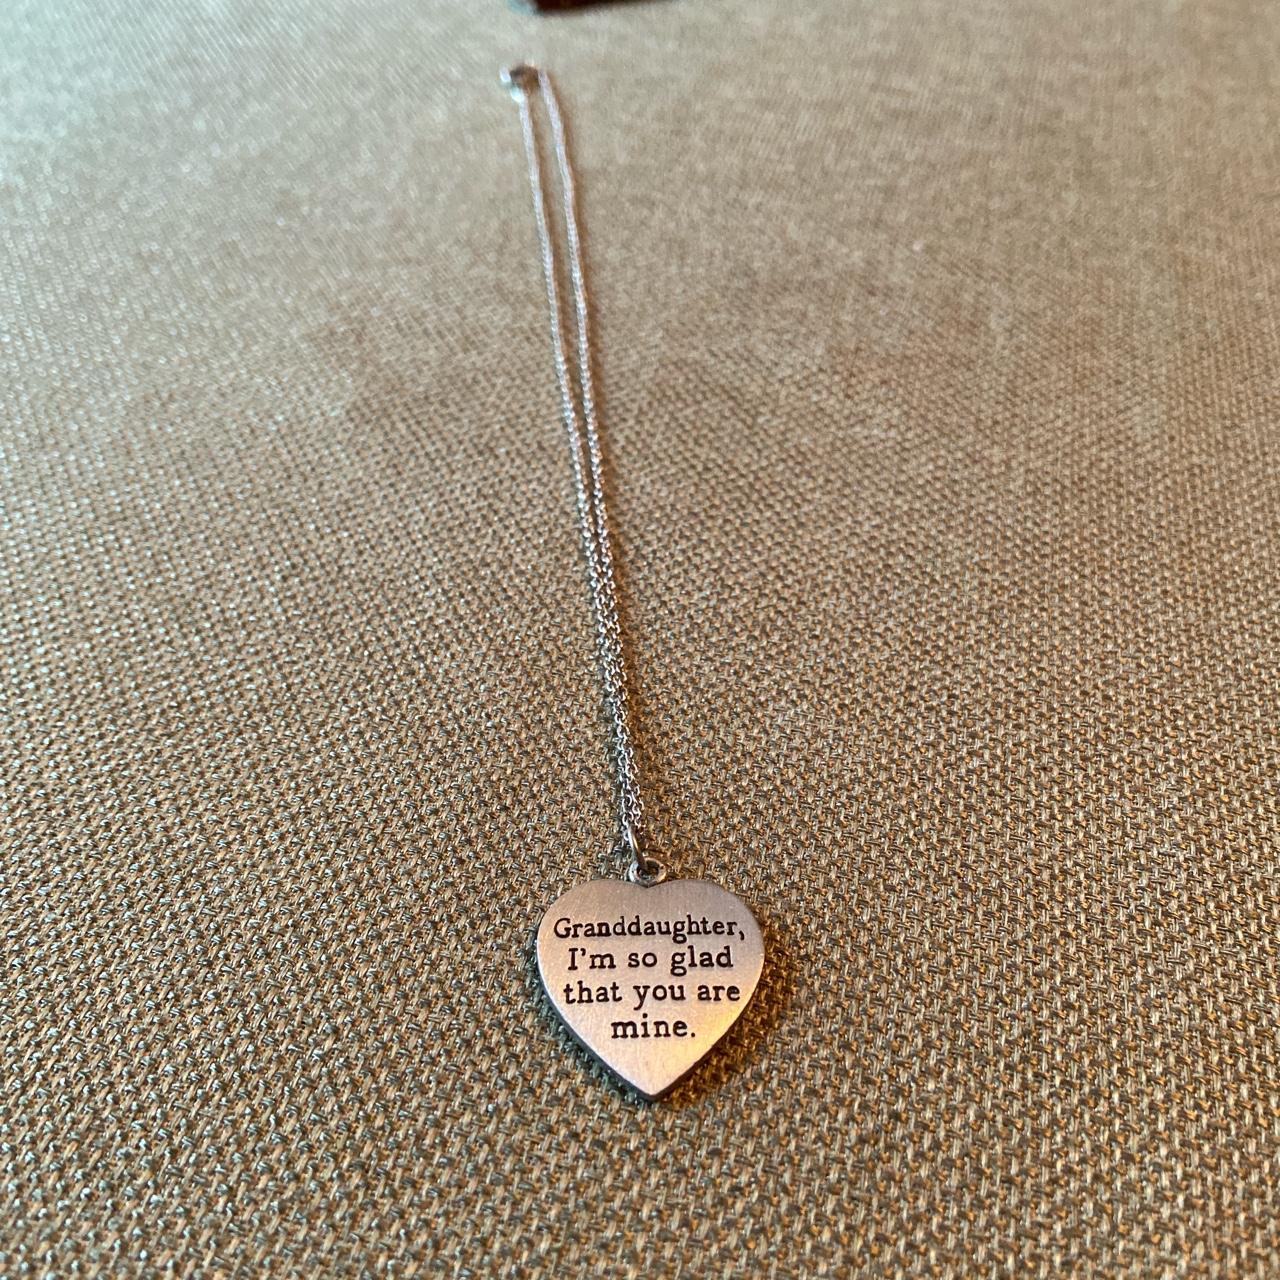 Granddaughter,
I'm so glad
that you are
mine.